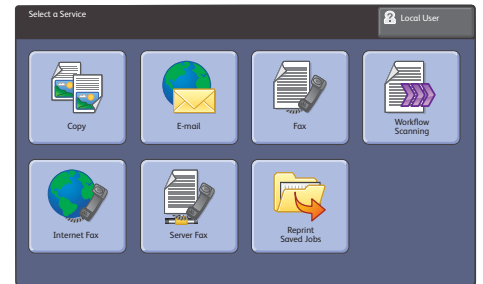 Select a Service
Local User
Copy
E-mail
Fax
Workflow
Scanning
Internet Fax
Server Fax
Reprint
Saved Jobs